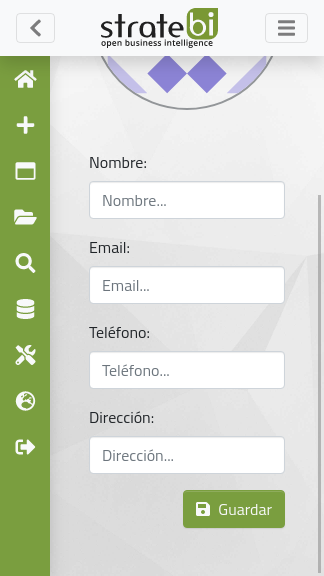 stratebi
open business intelligence
Nombre:
Nombre...
Email:
Email...
Teléfono:
Teléfono...
Dirección:
Dirección...
Guardar